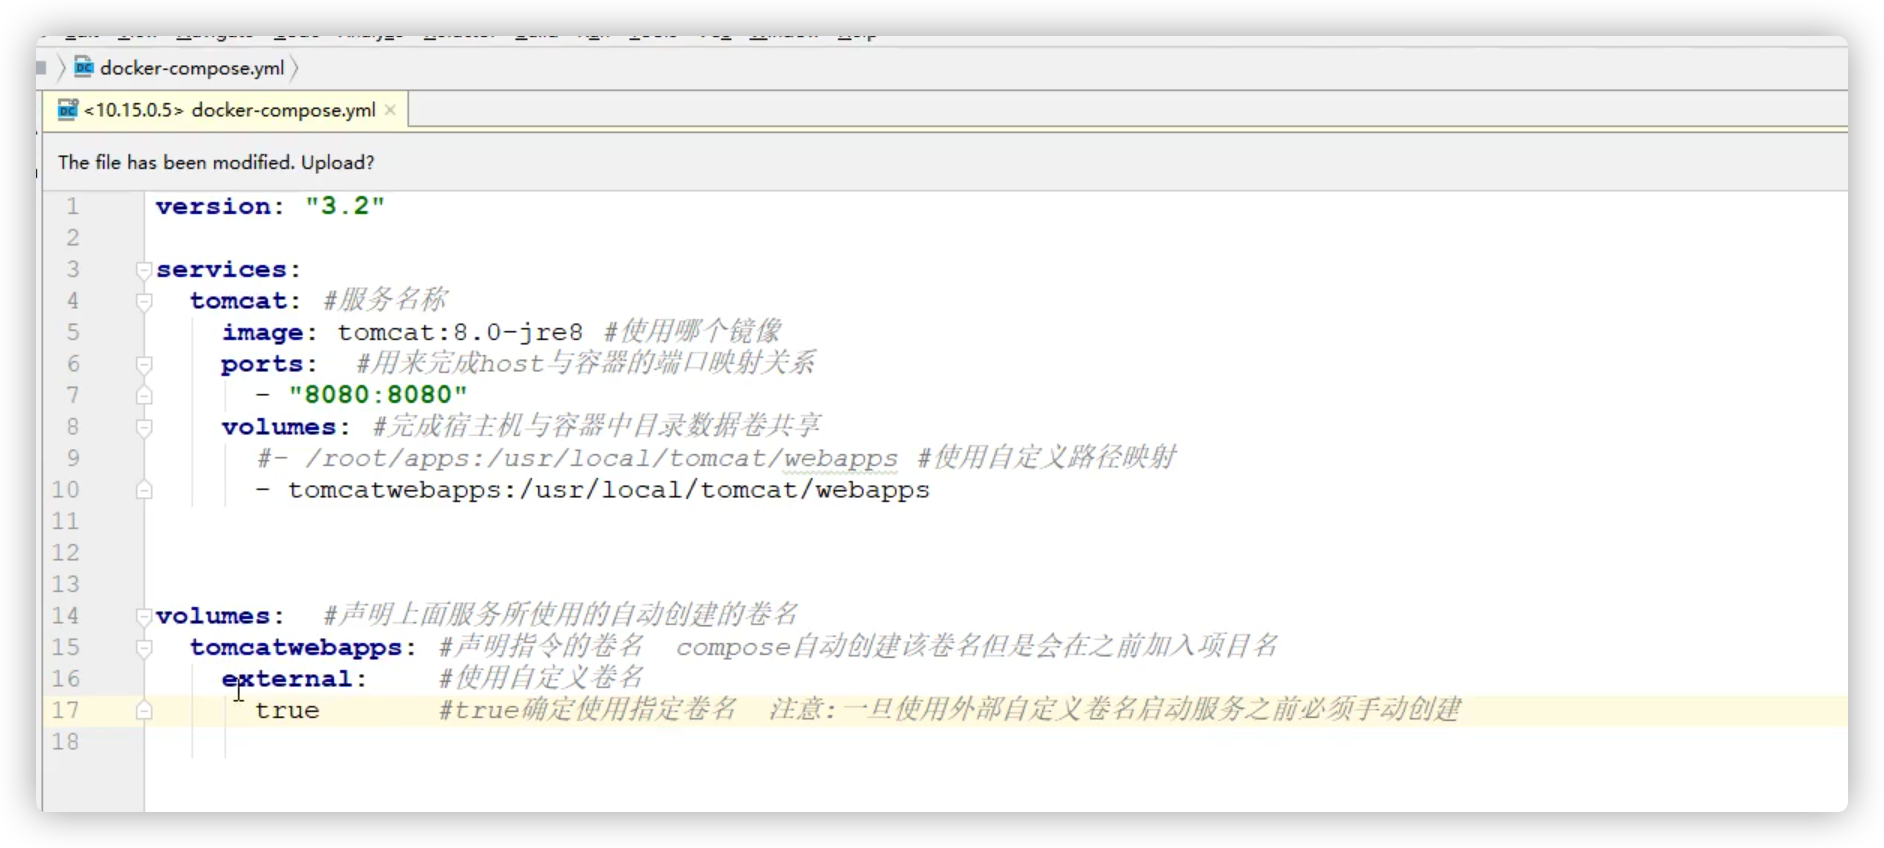 docker-compose.yml
<10.15.0.5> docker-compose.yml
The file has been modified. Upload?
1 version: "3.2"
2
3 services:
4 tomcat: #服务名称
5 image: tomcat:8.0-jre8 #使用哪个镜像
6 ports: #用来完成host与容器的端口映射关系
7 - "8080:8080"
8 volumes: #完成宿主机与容器中目录数据卷共享
9 #- /root/apps:/usr/local/tomcat/webapps #使用自定义路径映射
10 - tomcatwebapps:/usr/local/tomcat/webapps
11
12
13
14 volumes: #声明上面服务所使用的自动创建的卷名
15 tomcatwebapps: #声明指令的卷名 compose自动创建该卷名但是会在之前加入项目名
16 external: #使用自定义卷名
17 true #true确定使用指定卷名 注意:一旦使用外部自定义卷名启动服务之前必须手动创建
18